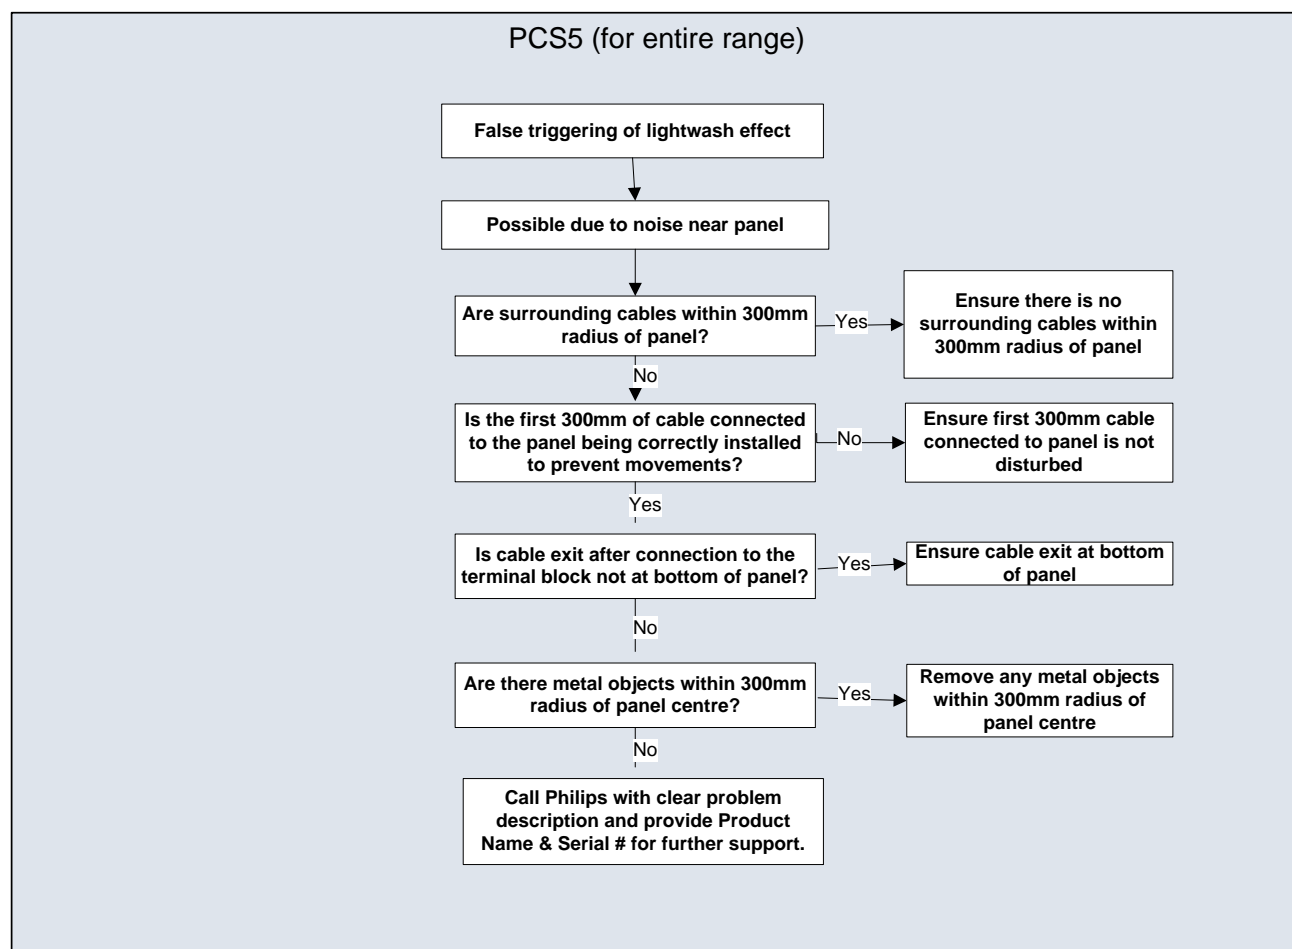 PCS5 (for entire range)
False triggering of lightwash effect
Possible due to noise near panel
Are surrounding cables within 300mm
radius of panel?
Yes
Ensure there is no
surrounding cables within
300mm radius of panel
No
Is the first 300mm of cable connected
to the panel being correctly installed
to prevent movements?
No
Ensure first 300mm cable
connected to panel is not
disturbed
Yes
Is cable exit after connection to the
terminal block not at bottom of panel?
Yes
Ensure cable exit at bottom
of panel
No
Are there metal objects within 300mm
radius of panel centre?
Yes
Remove any metal objects
within 300mm radius of
panel centre
No
Call Philips with clear problem
description and provide Product
Name & Serial # for further support.